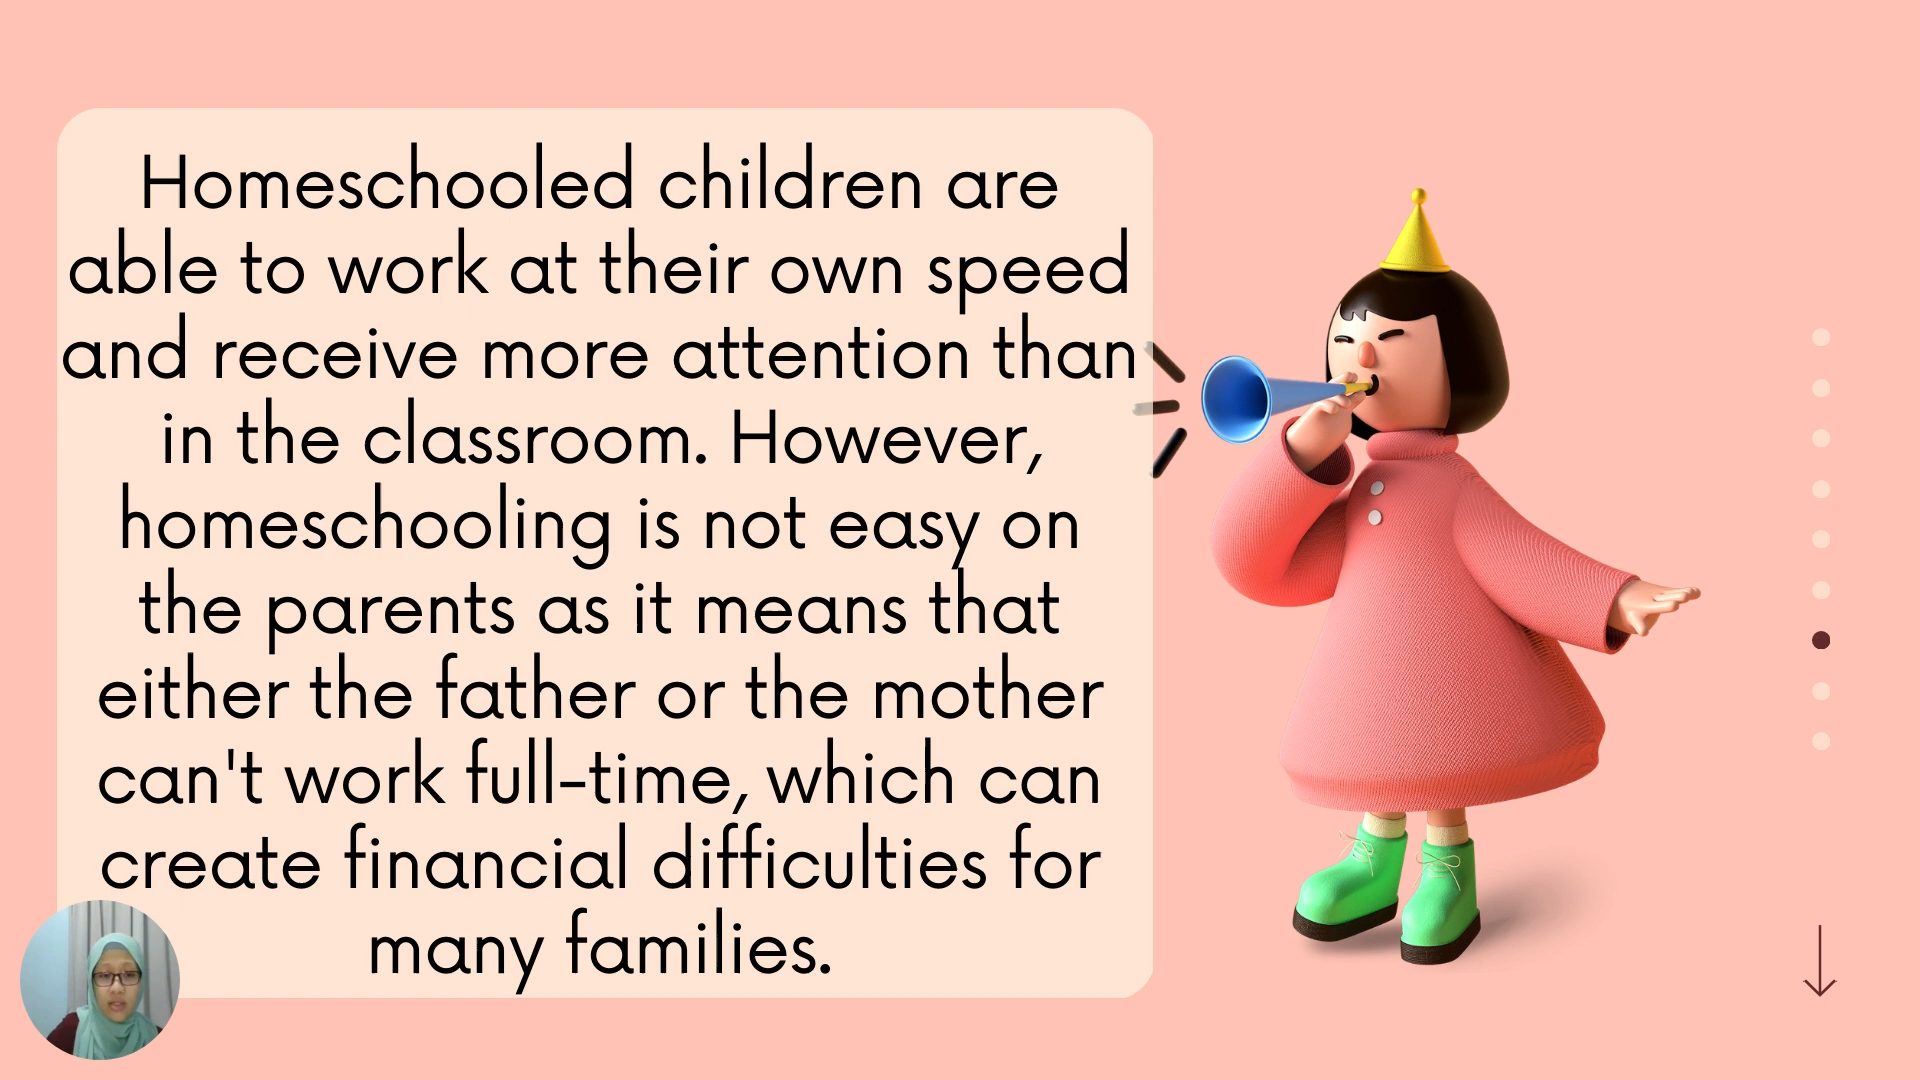 Homeschooled children are
able to work at their own speed
and receive more attention than
in the classroom. However,
homeschooling is not easy on
the parents as it means that
either the father or the mother
can't work full-time, which can
create financial difficulties for
many families.